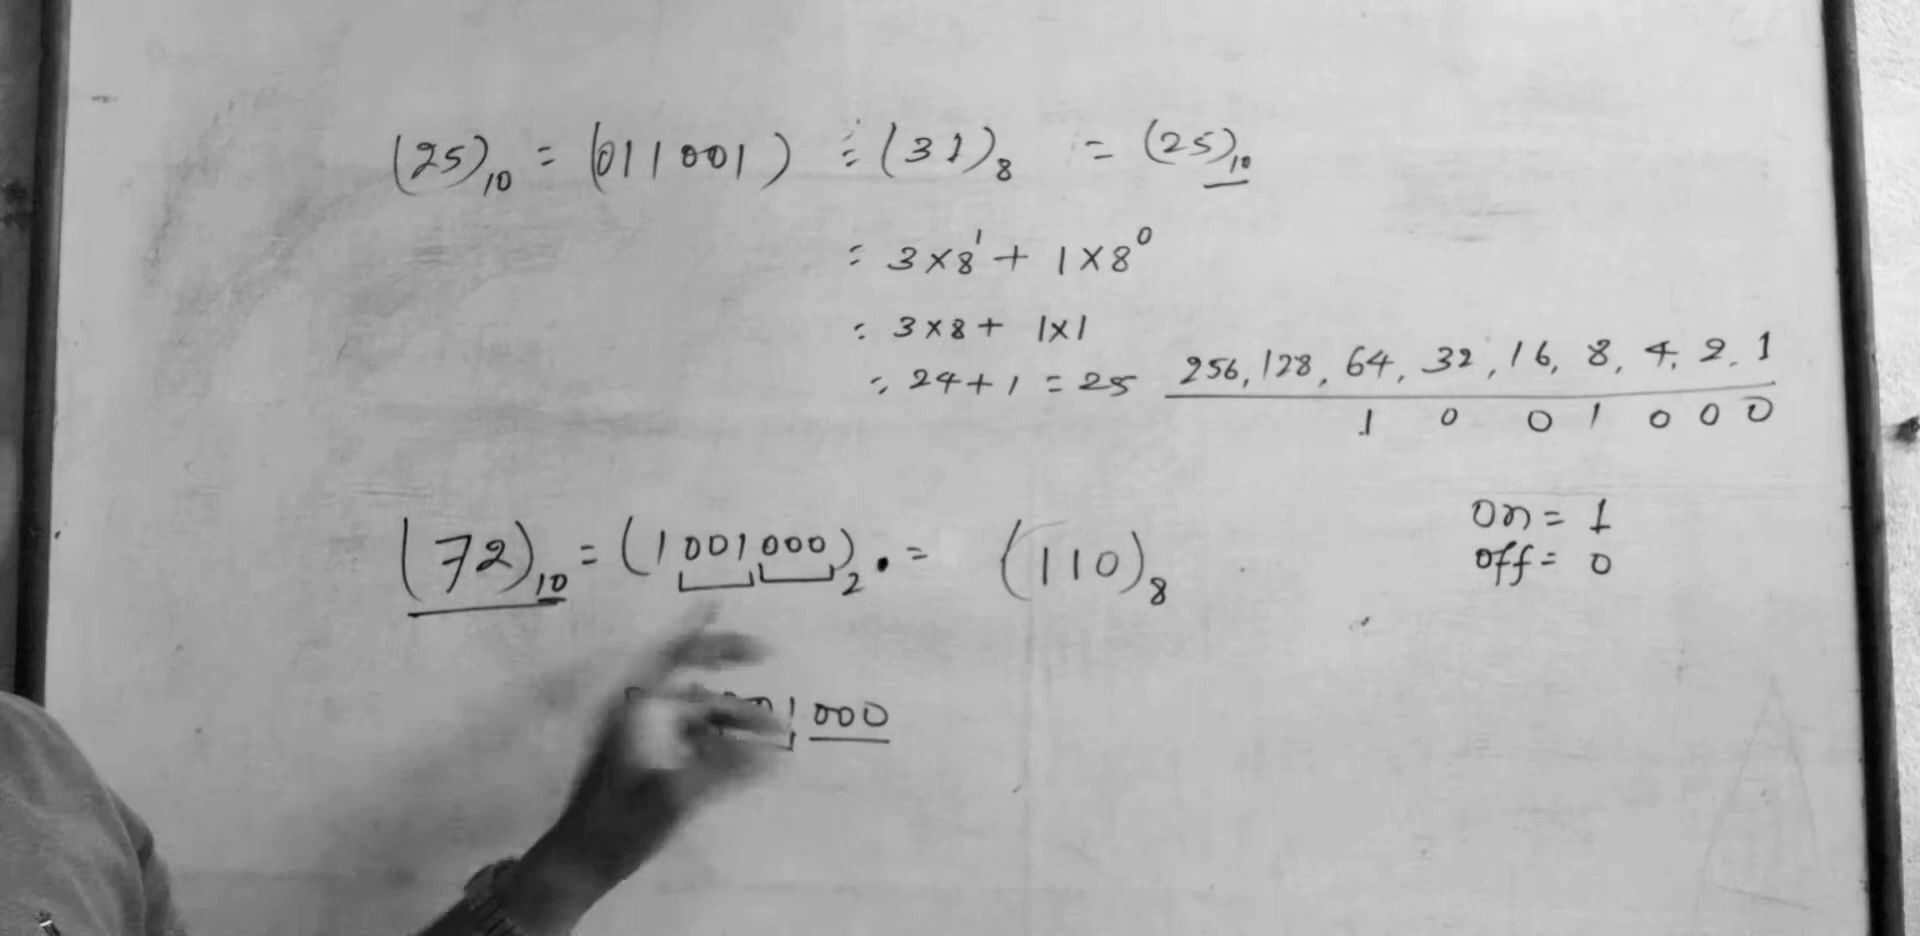 (25)₁₀ = (011001) = (31)₈ = (25)₁₀
= 3×8¹ + 1×8⁰
= 3×8 + 1×1
= 24+1 = 25
256, 128, 64, 32, 16, 8, 4, 2, 1
1 0 0 1 0 0 0
on = 1
off = 0
(72)₁₀ = (1001000)₂ = (110)₈
1 000